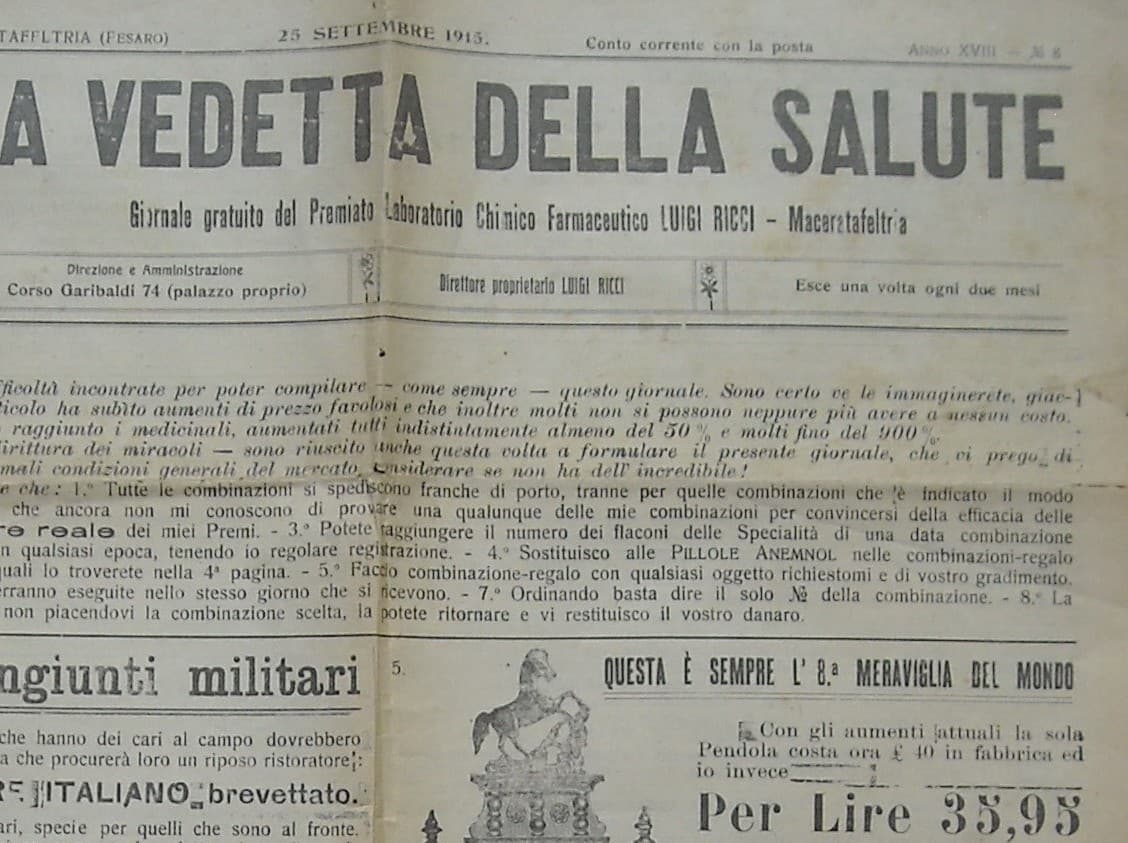 TAFFLTRIA (FESARO) 25 SETTEMBRE 1915. Conto corrente con la posta ANNO XVIII — № 8
A VEDETTA DELLA SALUTE
Giornale gratuito del Premiato Laboratorio Chimico Farmaceutico LUIGI RICCI – Maceratafeltria
Direzione e Amministrazione
Corso Garibaldi 74 (palazzo proprio)
Direttore proprietario LUIGI RICCI
Esce una volta ogni due mesi
fficoltà incontrate per poter compilare — come sempre — questo giornale. Sono certo ve le immaginerete, giac-
ticolo ha subìto aumenti di prezzo favolosi e che inoltre molti non si possono neppure più avere a nessun costo.
raggiunto i medicinali, aumentati tutti indistintamente almeno del 50 % e molti fino del 900 %.
dirittura dei miracoli — sono riuscito anche questa volta a formulare il presente giornale, che vi prego di
mali condizioni generali del mercato, considerare se non ha dell' incredibile!
e che: 1.° Tutte le combinazioni si spediscono franche di porto, tranne per quelle combinazioni che è indicato il modo
che ancora non mi conoscono di provare una qualunque delle mie combinazioni per convincersi della efficacia delle
re reale dei miei Premi. - 3.° Potete raggiungere il numero dei flaconi delle Specialità di una data combinazione
n qualsiasi epoca, tenendo io regolare registrazione. - 4.° Sostituisco alle PILLOLE ANEMNOL nelle combinazioni-regalo
quali lo troverete nella 4ª pagina. - 5.° Faccio combinazione-regalo con qualsiasi oggetto richiestomi e di vostro gradimento.
erranno eseguite nello stesso giorno che si ricevono. - 7.° Ordinando basta dire il solo № della combinazione. - 8.° La
non piacendovi la combinazione scelta, la potete ritornare e vi restituisco il vostro danaro.
ngiunti militari
che hanno dei cari al campo dovrebbero
a che procurerà loro un riposo ristoratore:
RE ITALIANO brevettato.
ari, specie per quelli che sono al fronte.
5.
QUESTA È SEMPRE L' 8.ª MERAVIGLIA DEL MONDO
Con gli aumenti attuali la sola
Pendola costa ora £ 40 in fabbrica ed
io invece
Per Lire 35,95